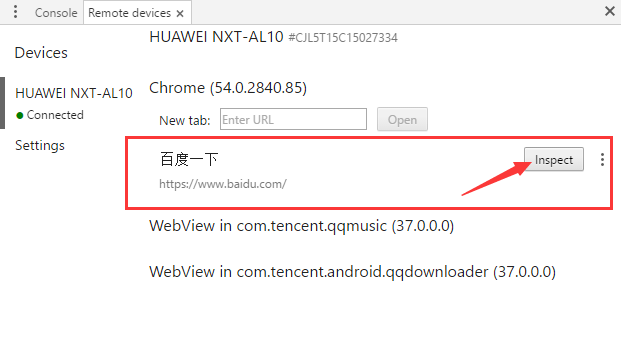 Console Remote devices
HUAWEI NXT-AL10 #CJL5T15C15027334
Devices
HUAWEI NXT-AL10
Connected
Settings
Chrome (54.0.2840.85)
New tab: Enter URL Open
百度一下 Inspect
https://www.baidu.com/
WebView in com.tencent.qqmusic (37.0.0.0)
WebView in com.tencent.android.qqdownloader (37.0.0.0)